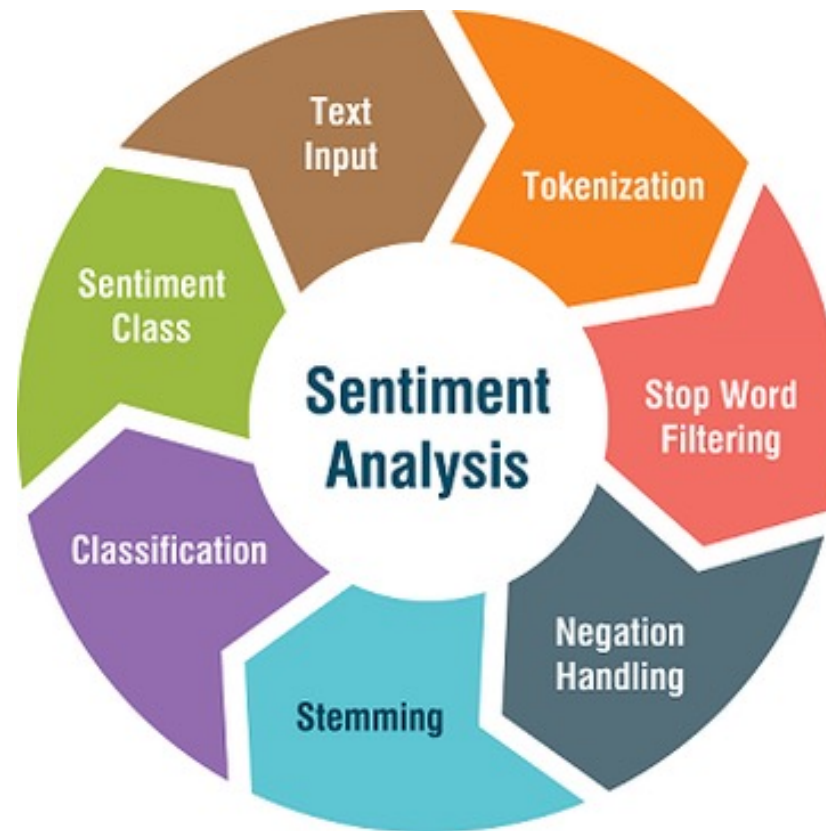 Text
Input
Tokenization
Stop Word
Filtering
Negation
Handling
Stemming
Classification
Sentiment
Class
Sentiment
Analysis